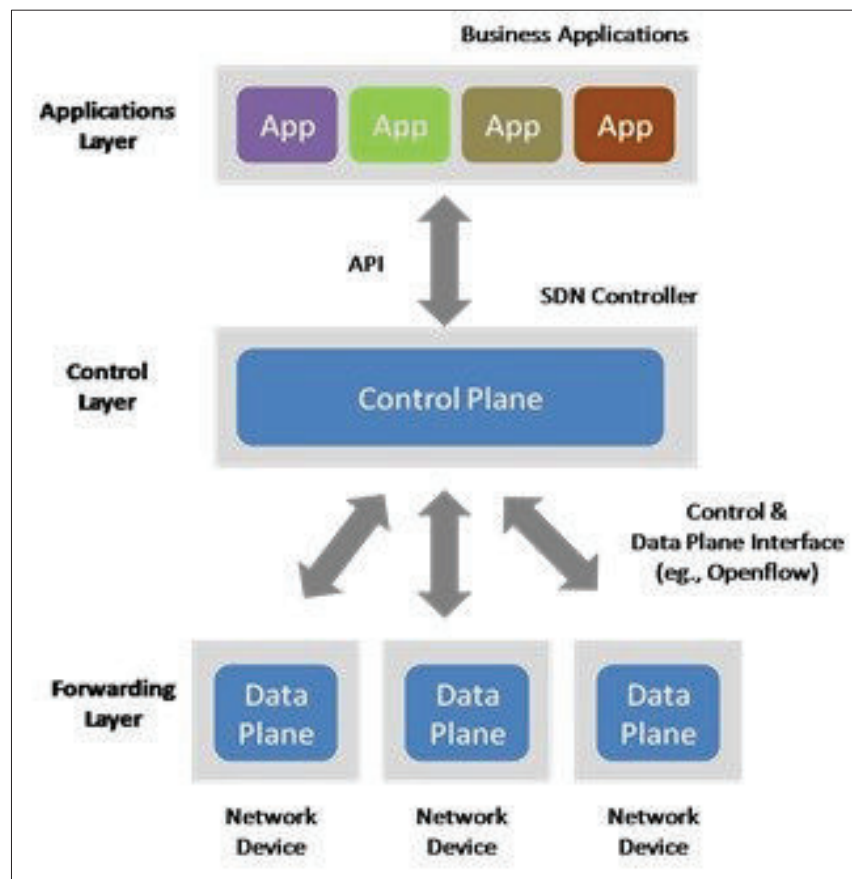 Business Applications
Applications
Layer
App App App App
API
SDN Controller
Control
Layer
Control Plane
Control &
Data Plane Interface
(eg., Openflow)
Forwarding
Layer
Data
Plane
Data
Plane
Data
Plane
Network
Device
Network
Device
Network
Device